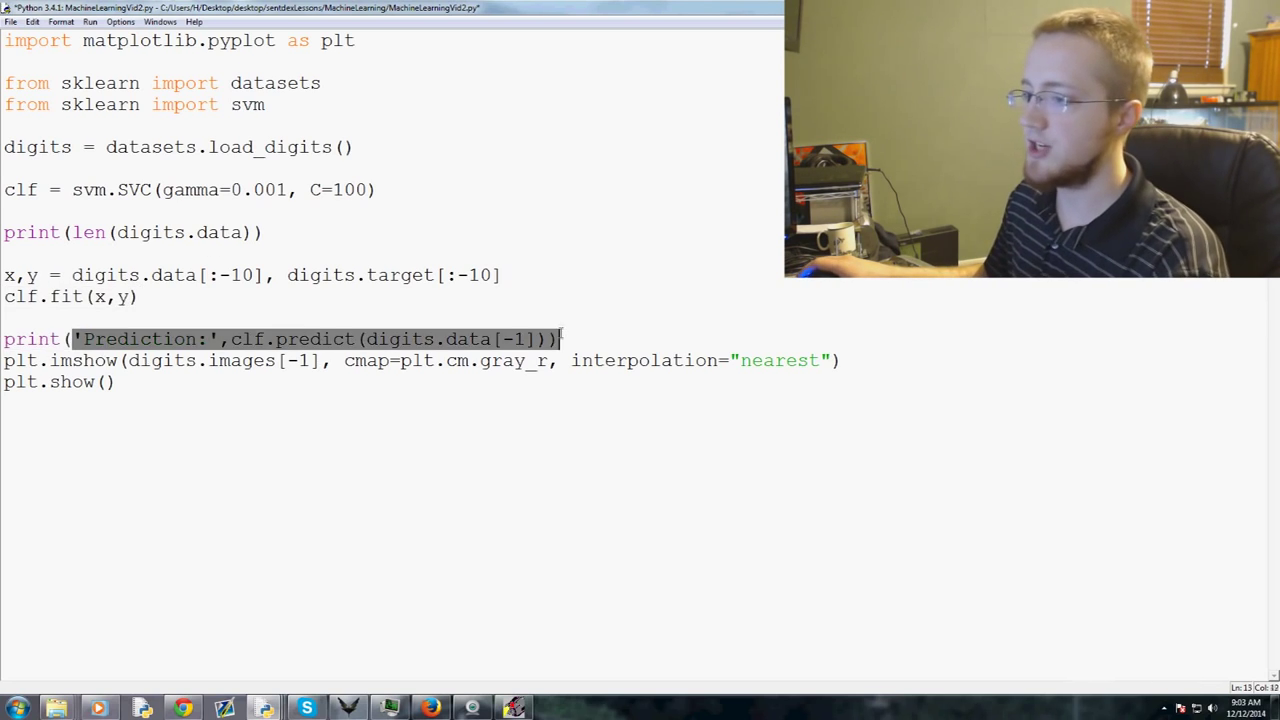 *Python 3.4.1: MachineLearningVid2.py - C:/Users/H/Desktop/desktop/sentdexLessons/MachineLearning/MachineLearningVid2.py*
File Edit Format Run Options Windows Help
import matplotlib.pyplot as plt
from sklearn import datasets
from sklearn import svm
digits = datasets.load_digits()
clf = svm.SVC(gamma=0.001, C=100)
print(len(digits.data))
x,y = digits.data[:-10], digits.target[:-10]
clf.fit(x,y)
print('Prediction:',clf.predict(digits.data[-1]))
plt.imshow(digits.images[-1], cmap=plt.cm.gray_r, interpolation="nearest")
plt.show()
Ln: 13 Col: 42
9:03 AM
12/12/2014